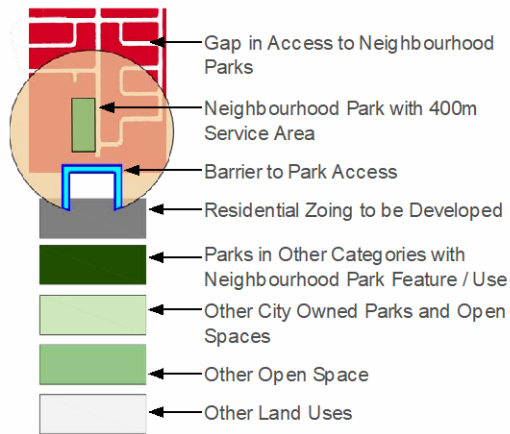 Gap in Access to Neighbourhood
Parks
Neighbourhood Park with 400m
Service Area
Barrier to Park Access
Residential Zoing to be Developed
Parks in Other Categories with
Neighbourhood Park Feature / Use
Other City Owned Parks and Open
Spaces
Other Open Space
Other Land Uses